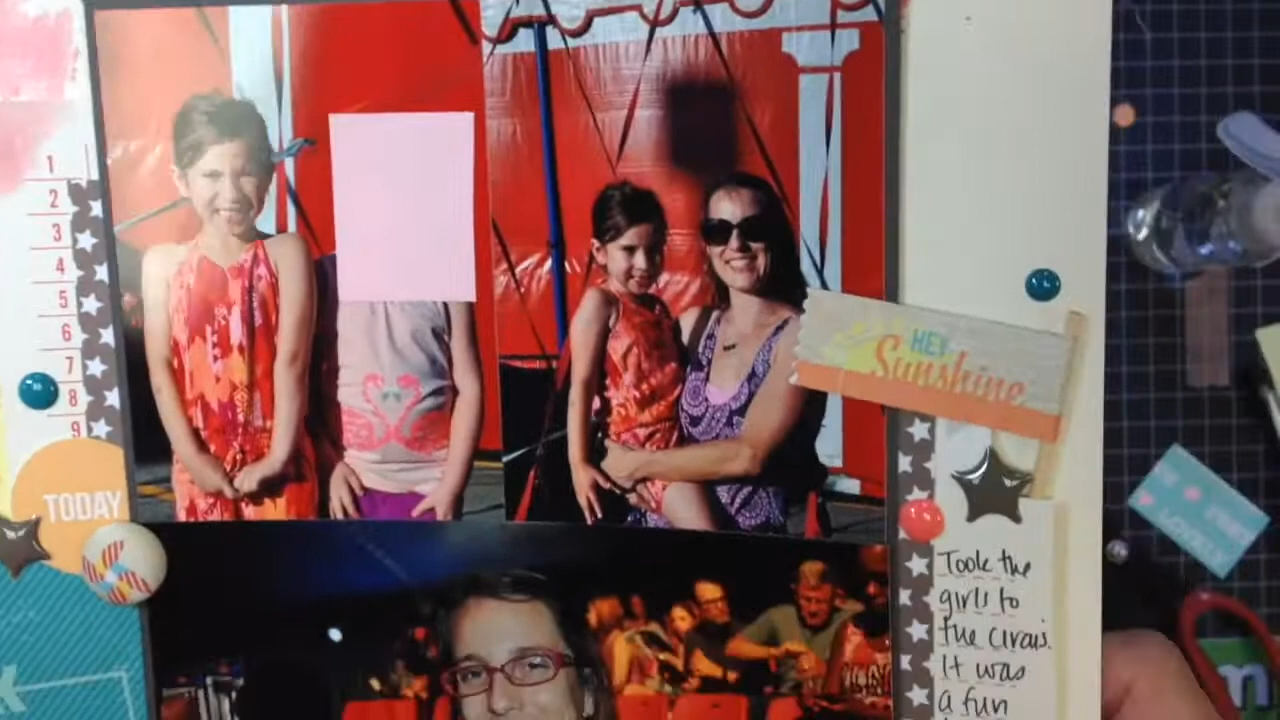 1
2
3
4
5
6
7
8
9
TODAY
HEY
Sunshine
Took the
girls to
the circus.
It was
a fun